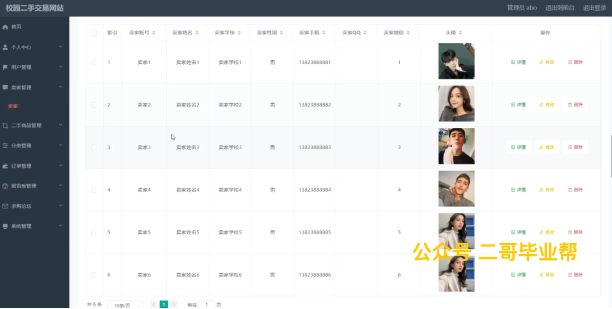 校园二手交易网站
管理员 abo 退出到前台 退出登录
首页
个人中心
用户管理
卖家管理
卖家
二手商品管理
分类管理
订单管理
留言板管理
求购论坛
系统管理
索引 卖家账号 卖家姓名 卖家学校 卖家性别 卖家手机 卖家QQ 卖家微信 头像 操作
1 卖家1 卖家姓名1 卖家学校1 男 13823888881 1 详情 修改 删除
2 卖家2 卖家姓名2 卖家学校2 男 13823888882 2 详情 修改 删除
3 卖家3 卖家姓名3 卖家学校3 男 13823888883 3 详情 修改 删除
4 卖家4 卖家姓名4 卖家学校4 男 13823888884 4 详情 修改 删除
5 卖家5 卖家姓名5 卖家学校5 男 13823888885 5 详情 修改 删除
公众号 二哥毕业帮
6 卖家6 卖家姓名6 卖家学校6 男 13823888886 6 详情 修改 删除
共 6 条 10条/页 1 前往 1 页